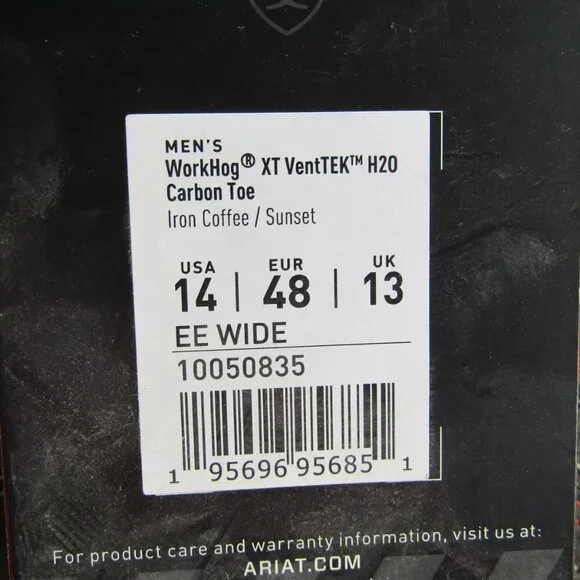 MEN'S
WorkHog® XT VentTEK™ H2O
Carbon Toe
Iron Coffee / Sunset
USA EUR UK
14 | 48 | 13
EE WIDE
10050835
1 95696 95685 1
For product care and warranty information, visit us at:
ARIAT.COM